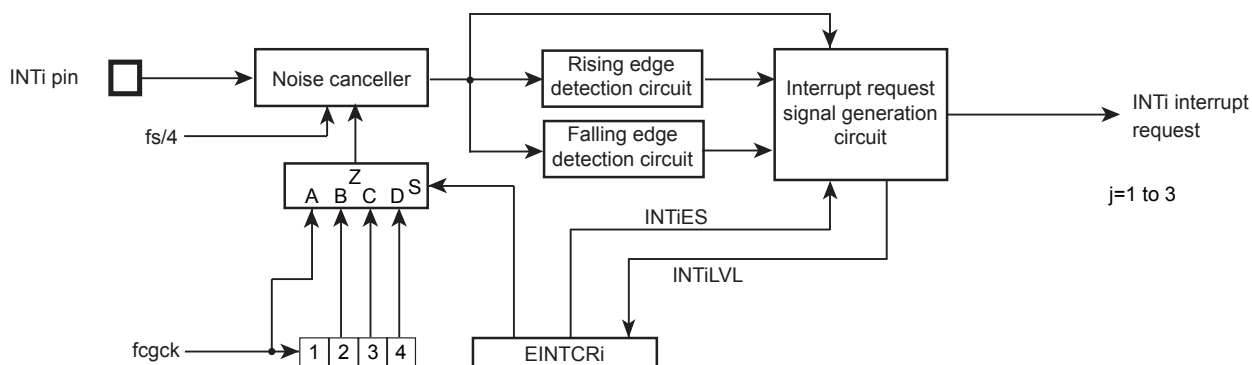 INTi pin
Noise canceller
Rising edge
detection circuit
Falling edge
detection circuit
Interrupt request
signal generation
circuit
INTi interrupt
request
j=1 to 3
fs/4
Z
S
A B C D
INTiES
INTiLVL
fcgck
1 2 3 4
EINTCRi